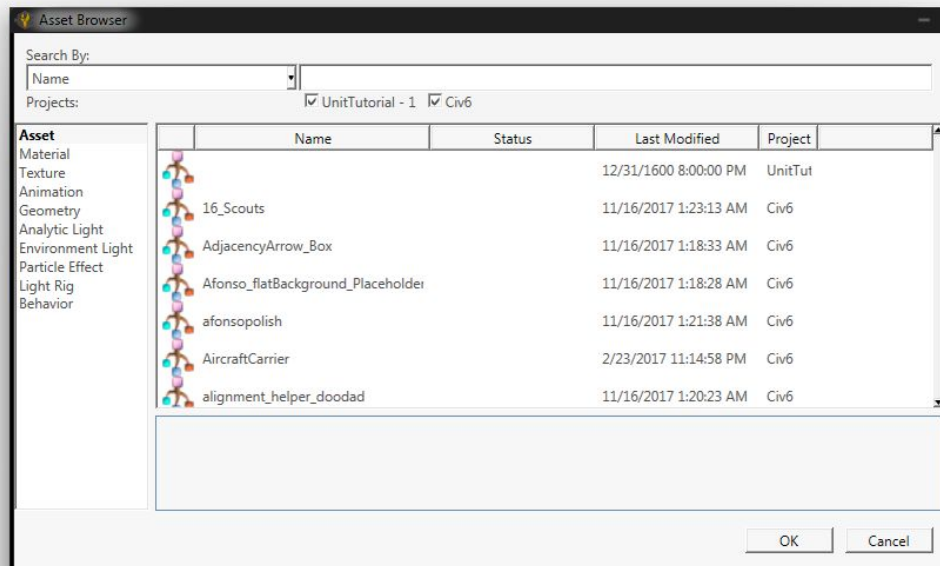 Asset Browser
Search By:
Name
Projects: UnitTutorial - 1 Civ6
Asset
Material
Texture
Animation
Geometry
Analytic Light
Environment Light
Particle Effect
Light Rig
Behavior
Name Status Last Modified Project
12/31/1600 8:00:00 PM UnitTut
16_Scouts 11/16/2017 1:23:13 AM Civ6
AdjacencyArrow_Box 11/16/2017 1:18:33 AM Civ6
Afonso_flatBackground_Placeholder 11/16/2017 1:18:28 AM Civ6
afonsopolish 11/16/2017 1:21:38 AM Civ6
AircraftCarrier 2/23/2017 11:14:58 PM Civ6
alignment_helper_doodad 11/16/2017 1:20:23 AM Civ6
OK Cancel